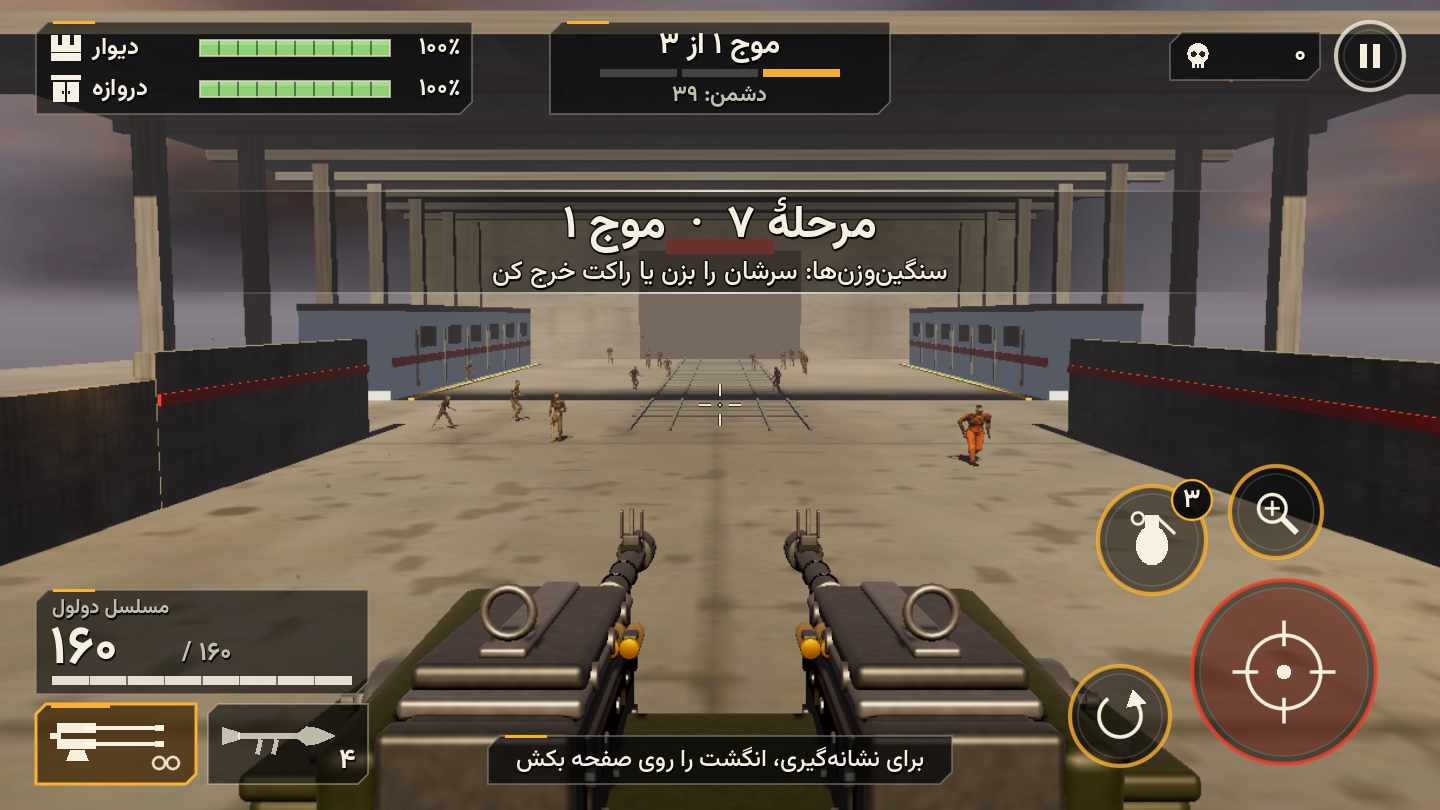 دیوار ۱۰۰٪
دروازه ۱۰۰٪
موج ۱ از ۳
دشمن: ۳۹
۰
مرحلهٔ ۷ · موج ۱
سنگین‌وزن‌ها: سرشان را بزن یا راکت خرج کن
۳
مسلسل دولول
۱۶۰ / ۱۶۰
∞
۴
برای نشانه‌گیری، انگشت را روی صفحه بکش